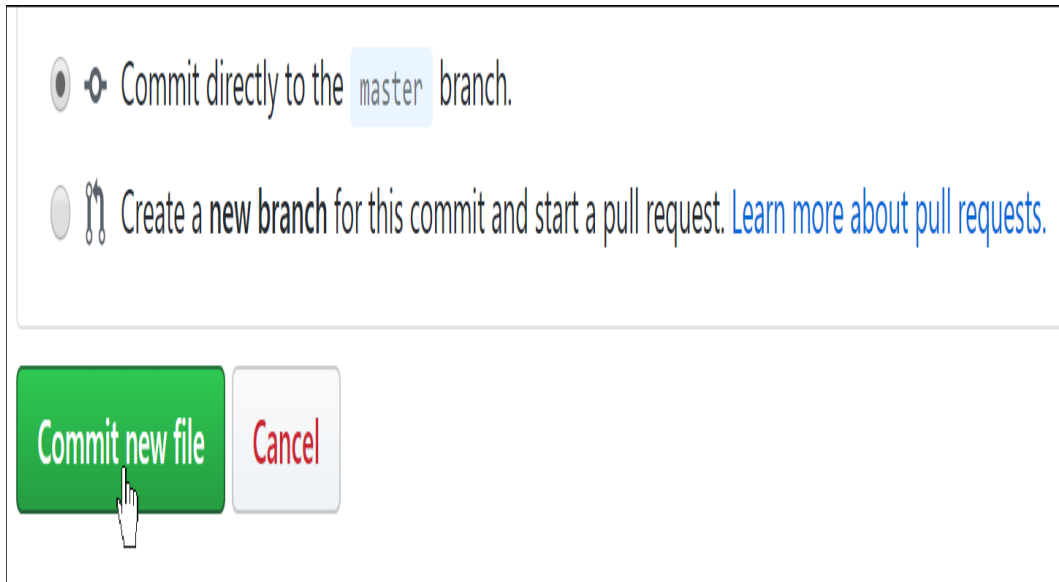 Commit directly to the master branch.
Create a new branch for this commit and start a pull request. Learn more about pull requests.
Commit new file Cancel